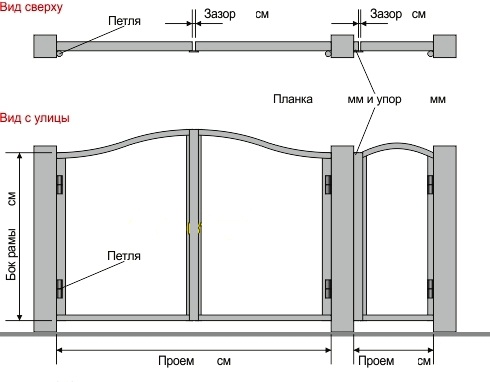 Вид сверху
Петля
Зазор см
Зазор см
Планка мм и упор мм
Вид с улицы
Бок рамы см
Петля
Проем см
Проем см